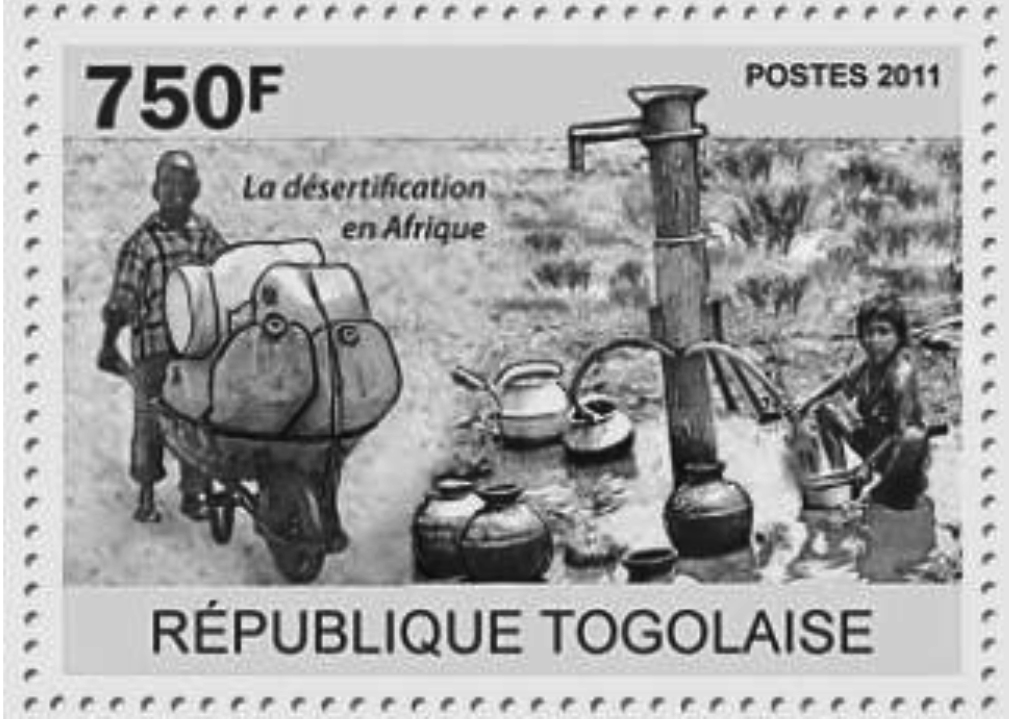 750F
POSTES 2011
La désertification
en Afrique
RÉPUBLIQUE TOGOLAISE